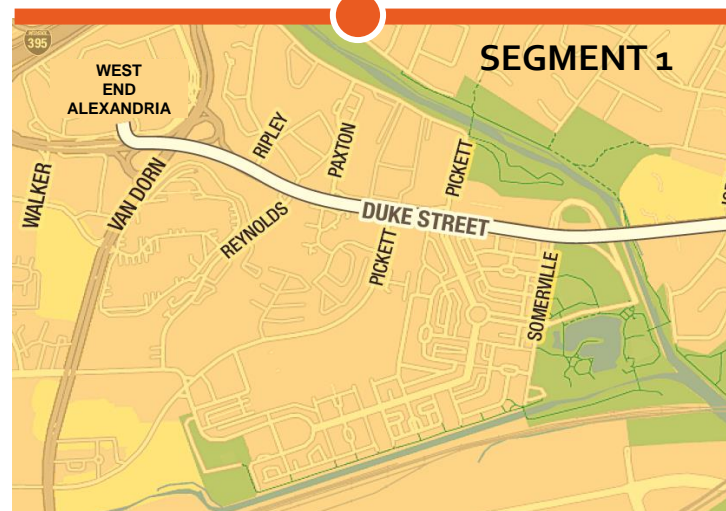 395
SEGMENT 1
WEST
END
ALEXANDRIA
RIPLEY
PAXTON
PICKETT
WALKER
VAN DORN
REYNOLDS
DUKE STREET
PICKETT
SOMERVILLE